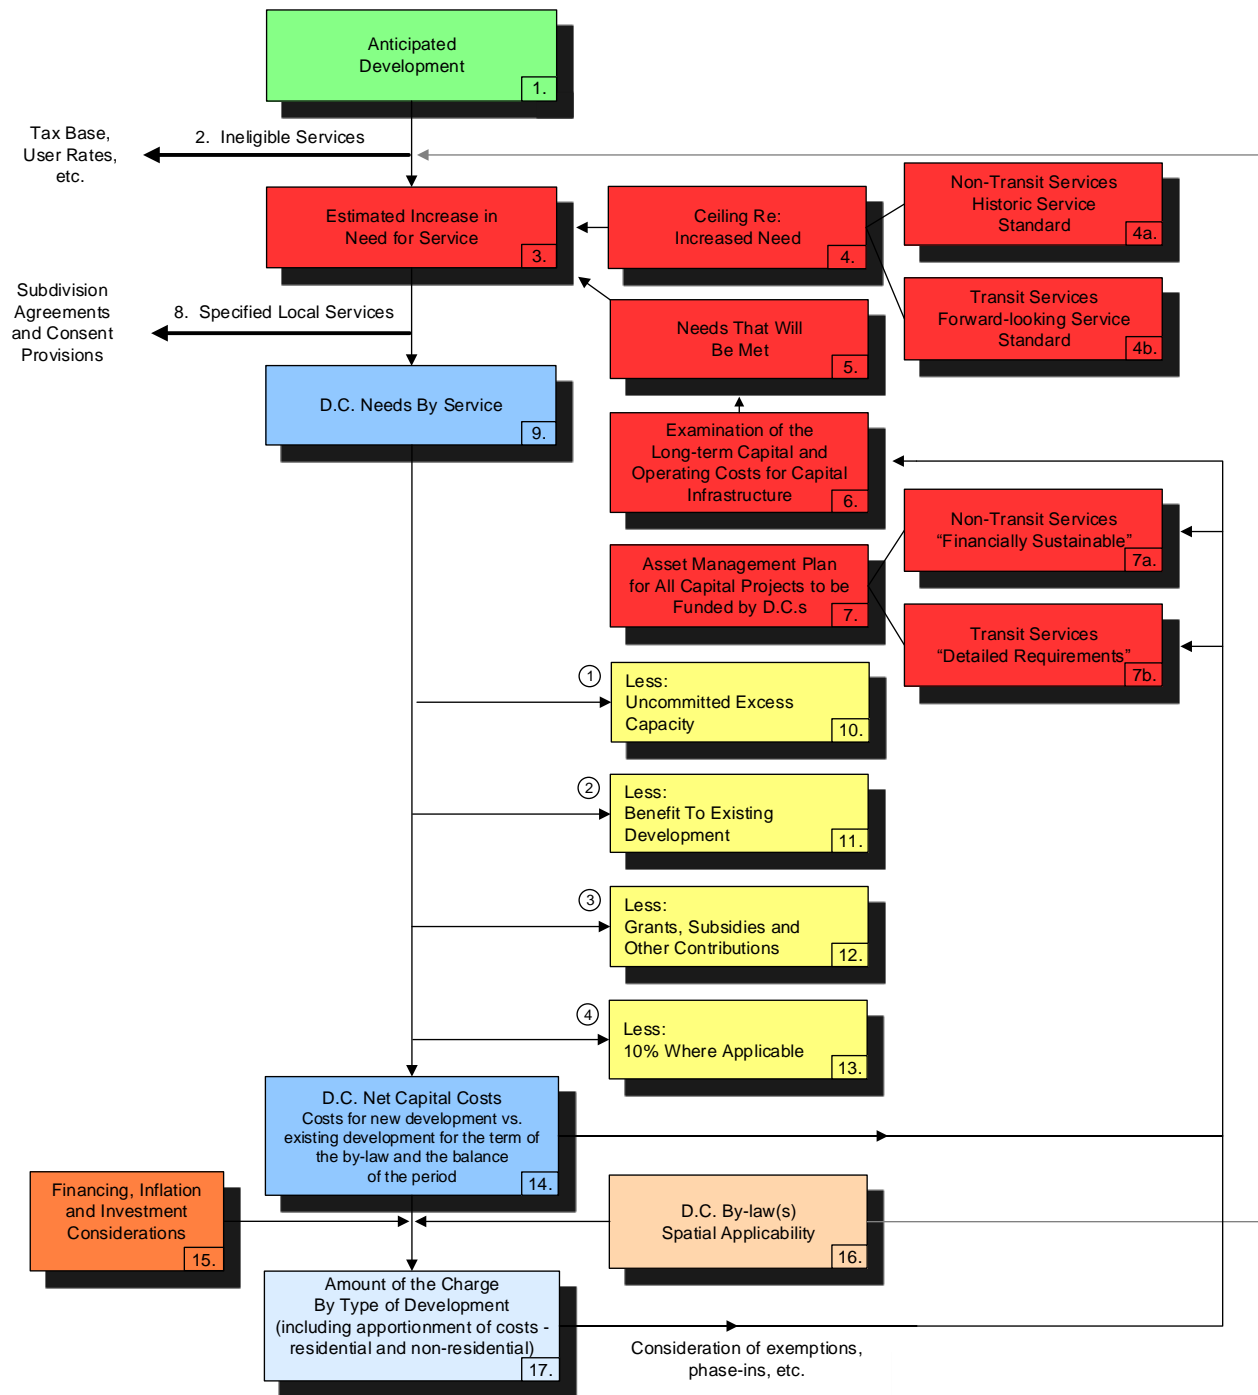 Anticipated
Development
1.
Tax Base,
User Rates,
etc.
2.  Ineligible Services
Estimated Increase in
Need for Service
3.
Ceiling Re:
Increased Need
4.
Non-Transit Services
Historic Service
Standard
4a.
Transit Services
Forward-looking Service
Standard
4b.
Subdivision
Agreements
and Consent
Provisions
8.  Specified Local Services
Needs That Will
Be Met
5.
D.C. Needs By Service
9.
Examination of the
Long-term Capital and
Operating Costs for Capital
Infrastructure
6.
Asset Management Plan
for All Capital Projects to be
Funded by D.C.s
7.
Non-Transit Services
“Financially Sustainable”
7a.
Transit Services
“Detailed Requirements”
7b.
1
Less:
Uncommitted Excess
Capacity
10.
2
Less:
Benefit To Existing
Development
11.
3
Less:
Grants, Subsidies and
Other Contributions
12.
4
Less:
10% Where Applicable
13.
D.C. Net Capital Costs
Costs for new development vs.
existing development for the term of
the by-law and the balance
of the period
14.
Financing, Inflation
and Investment
Considerations
15.
D.C. By-law(s)
Spatial Applicability
16.
Amount of the Charge
By Type of Development
(including apportionment of costs -
residential and non-residential)
17.
Consideration of exemptions,
phase-ins, etc.